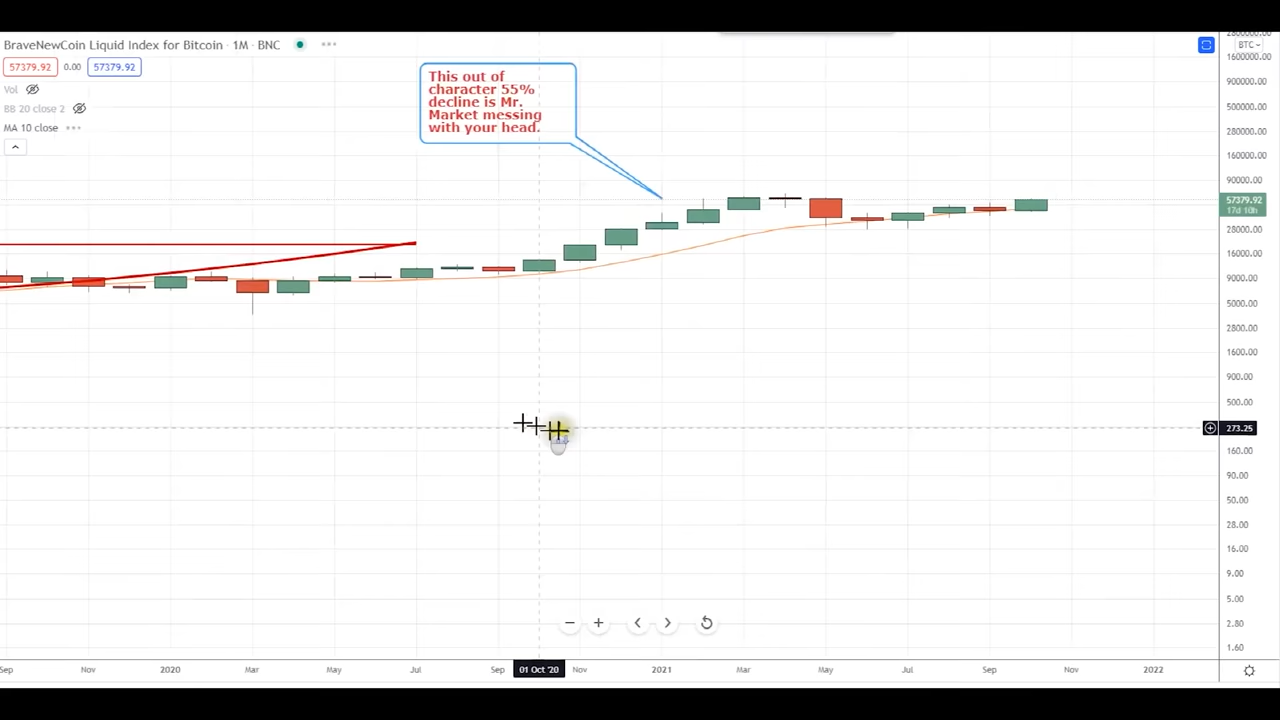 BraveNewCoin Liquid Index for Bitcoin · 1M · BNC
57379.92 0.00 57379.92
Vol
BB 20 close 2
MA 10 close
This out of
character 55%
decline is Mr.
Market messing
with your head.
BTC
1600000.00
900000.00
500000.00
280000.00
160000.00
90000.00
57379.92
17d 10h
28000.00
16000.00
9000.00
5000.00
2800.00
1600.00
900.00
500.00
273.25
160.00
90.00
50.00
28.00
16.00
9.00
5.00
2.80
1.60
Sep Nov 2020 Mar May Jul Sep 01 Oct '20 Nov 2021 Mar May Jul Sep Nov 2022